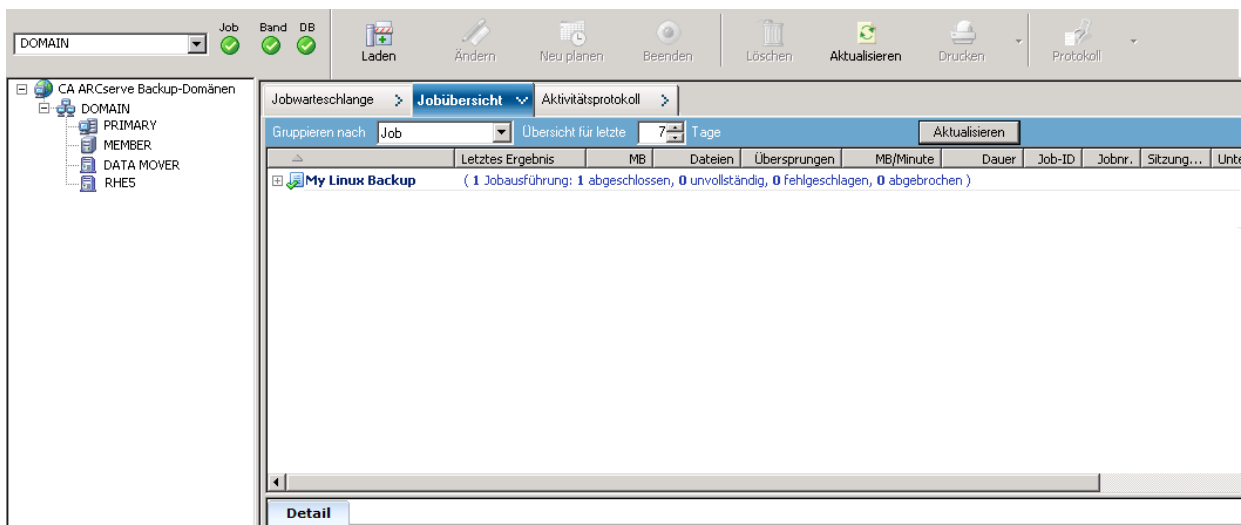 Job Band DB
DOMAIN
Laden Ändern Neu planen Beenden Löschen Aktualisieren Drucken Protokoll
CA ARCserve Backup-Domänen
DOMAIN
PRIMARY
MEMBER
DATA MOVER
RHE5
Jobwarteschlange Jobübersicht Aktivitätsprotokoll
Gruppieren nach Job Übersicht für letzte 7 Tage Aktualisieren
Letztes Ergebnis MB Dateien Übersprungen MB/Minute Dauer Job-ID Jobnr. Sitzung... Unte
My Linux Backup ( 1 Jobausführung: 1 abgeschlossen, 0 unvollständig, 0 fehlgeschlagen, 0 abgebrochen )
Detail